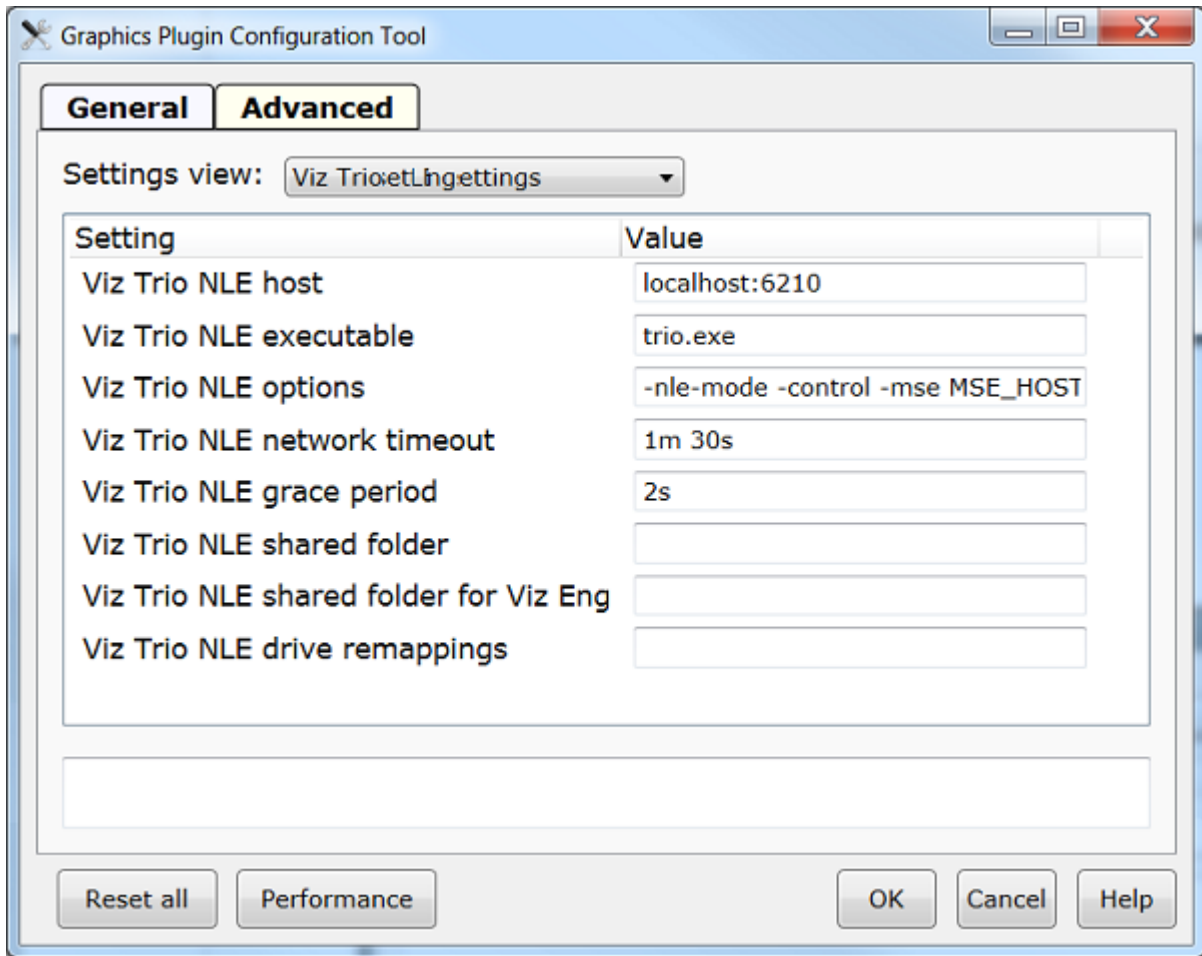 Graphics Plugin Configuration Tool
General Advanced
Settings view: Viz Trio
Setting Value
Viz Trio NLE host localhost:6210
Viz Trio NLE executable trio.exe
Viz Trio NLE options -nle-mode -control -mse MSE_HOST
Viz Trio NLE network timeout 1m 30s
Viz Trio NLE grace period 2s
Viz Trio NLE shared folder
Viz Trio NLE shared folder for Viz Eng
Viz Trio NLE drive remappings
Reset all Performance OK Cancel Help